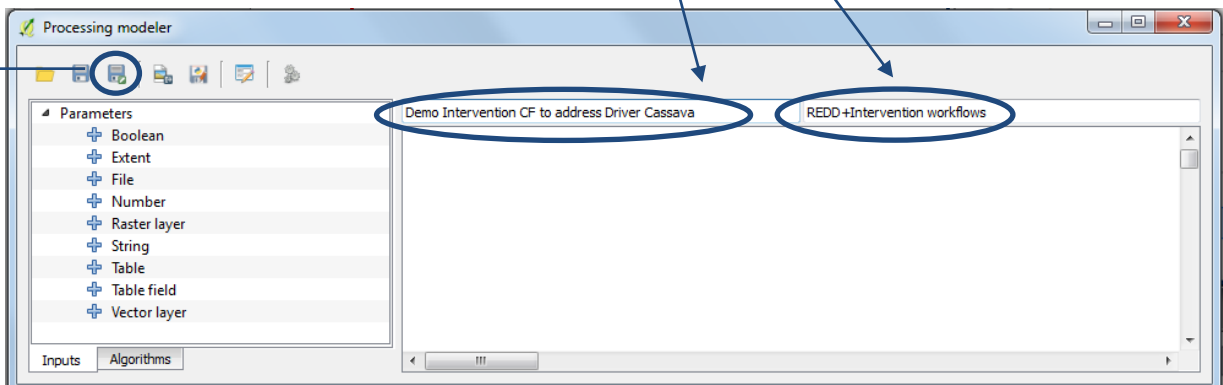 Processing modeler
Parameters
Boolean
Extent
File
Number
Raster layer
String
Table
Table field
Vector layer
Inputs Algorithms
Demo Intervention CF to address Driver Cassava REDD+Intervention workflows